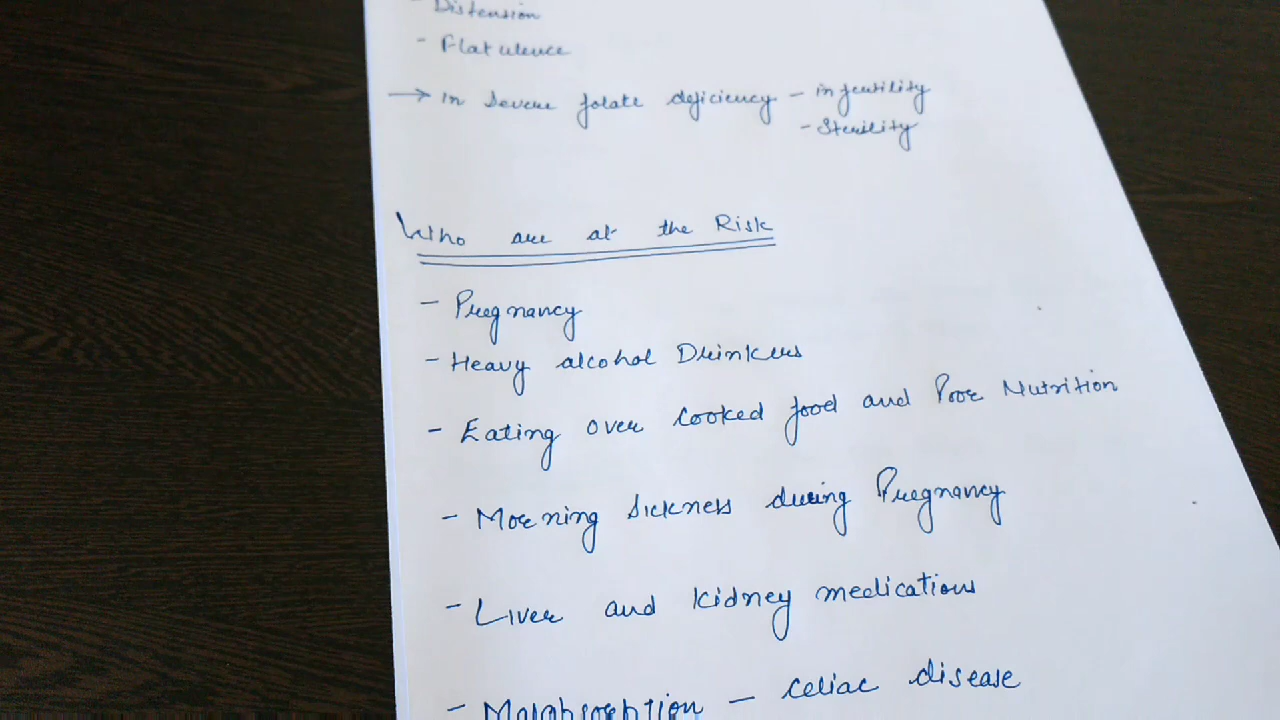 - Distension
- Flatulence
→ In Severe folate deficiency - infertility
- Sterility
Who are at the Risk
- Pregnancy
- Heavy alcohol Drinkers
- Eating over cooked food and Poor Nutrition
- Morning Sickness during Pregnancy
- Liver and kidney medications
- Malabsorption - celiac disease